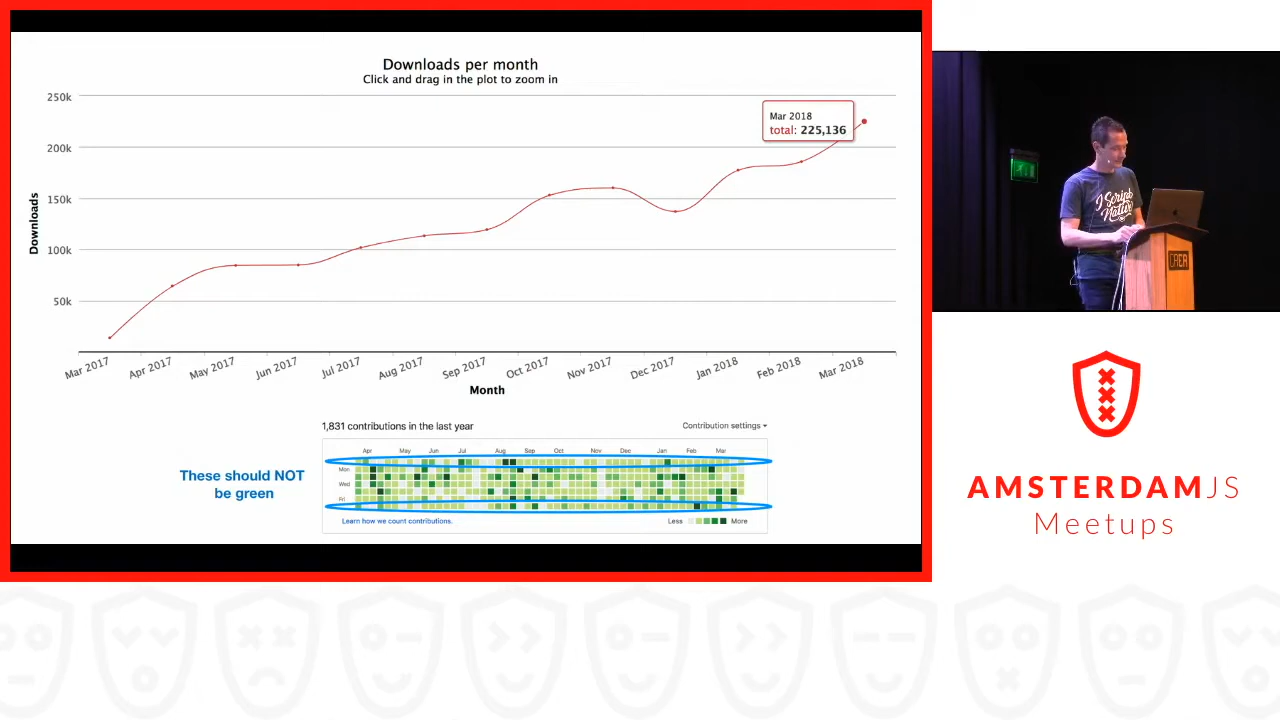 Downloads per month
Click and drag in the plot to zoom in
250k
200k
150k
100k
50k
Downloads
Mar 2018
total: 225,136
Mar 2017
Apr 2017
May 2017
Jun 2017
Jul 2017
Aug 2017
Sep 2017
Oct 2017
Nov 2017
Dec 2017
Jan 2018
Feb 2018
Mar 2018
Month
1,831 contributions in the last year
Contribution settings
Apr May Jun Jul Aug Sep Oct Nov Dec Jan Feb Mar
Mon
Wed
Fri
Learn how we count contributions.
Less More
These should NOT
be green
I Script
AMSTERDAMJS
Meetups